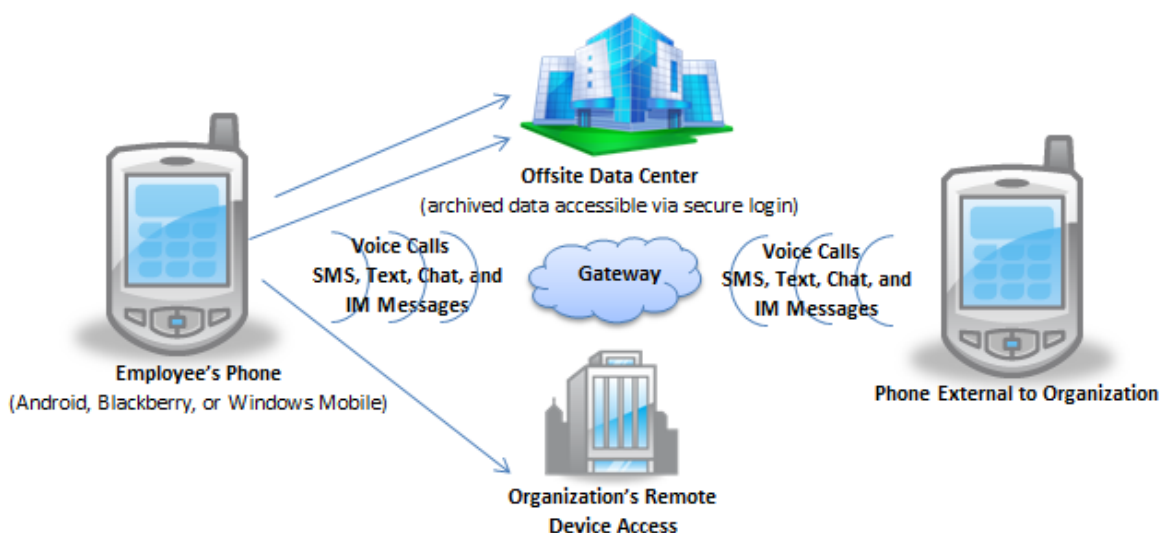 Offsite Data Center
(archived data accessible via secure login)
Voice Calls
SMS, Text, Chat, and
IM Messages
Gateway
Voice Calls
SMS, Text, Chat, and
IM Messages
Employee's Phone
(Android, Blackberry, or Windows Mobile)
Phone External to Organization
Organization's Remote
Device Access